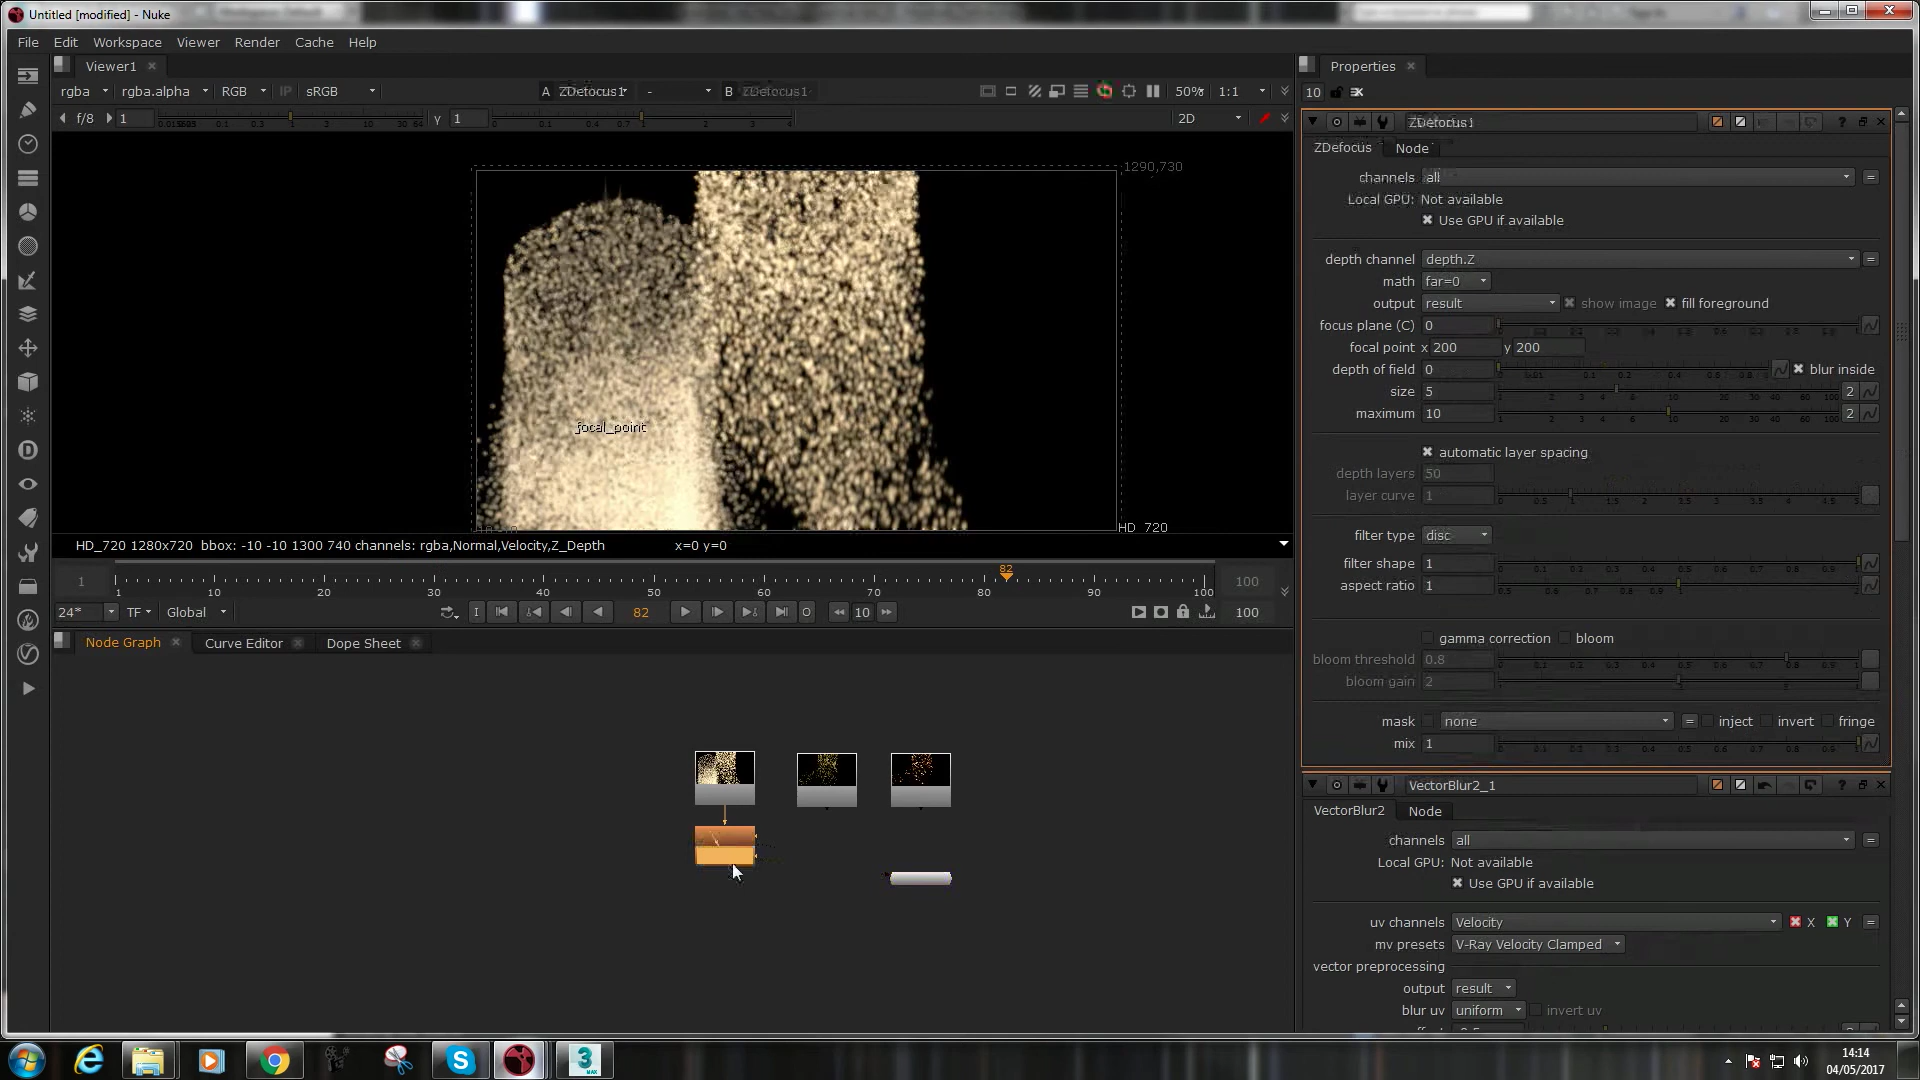 Untitled [modified] - Nuke
File Edit Workspace Viewer Render Cache Help
Viewer1
rgba rgba.alpha RGB IP sRGB A ZDefocus1 - B ZDefocus1 50% 1:1
f/8 1 y 1 2D
1290,730
focal_point
HD_720
HD_720 1280x720 bbox: -10 -10 1300 740 channels: rgba,Normal,Velocity,Z_Depth x=0 y=0
82
1 1 10 20 30 40 50 60 70 80 90 100 100
24* TF Global I 82 O 10 100
Node Graph Curve Editor Dope Sheet
Properties
10
ZDefocus1
ZDefocus Node
channels all =
Local GPU: Not available
Use GPU if available
depth channel depth.Z =
math far=0
output result show image fill foreground
focus plane (C) 0
focal point x 200 y 200
depth of field 0 blur inside
size 5 2
maximum 10 2
automatic layer spacing
depth layers 50
layer curve 1
filter type disc
filter shape 1
aspect ratio 1
gamma correction bloom
bloom threshold 0.8
bloom gain 2
mask none = inject invert fringe
mix 1
VectorBlur2_1
VectorBlur2 Node
channels all =
Local GPU: Not available
Use GPU if available
uv channels Velocity X Y =
mv presets V-Ray Velocity Clamped
vector preprocessing
output result
blur uv uniform invert uv
14:14
04/05/2017